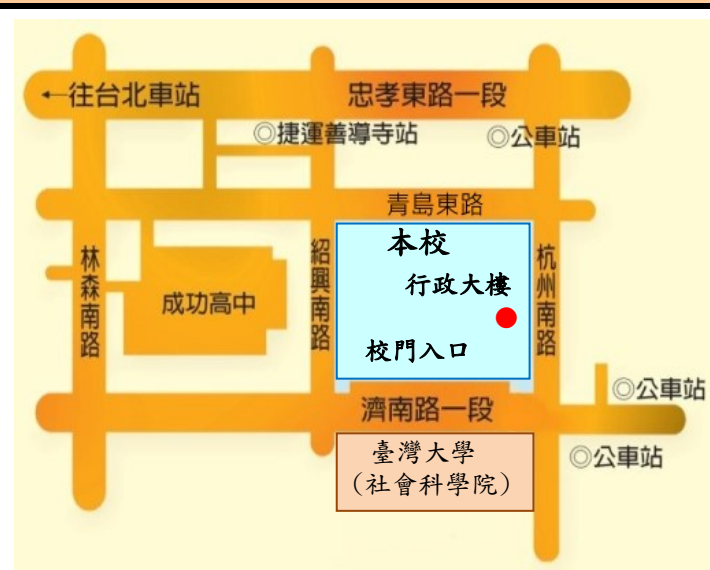 ←往台北車站
忠孝東路一段
◎捷運善導寺站
◎公車站
青島東路
本校
行政大樓
校門入口
林森南路
成功高中
紹興南路
杭州南路
◎公車站
濟南路一段
臺灣大學
（社會科學院）
◎公車站